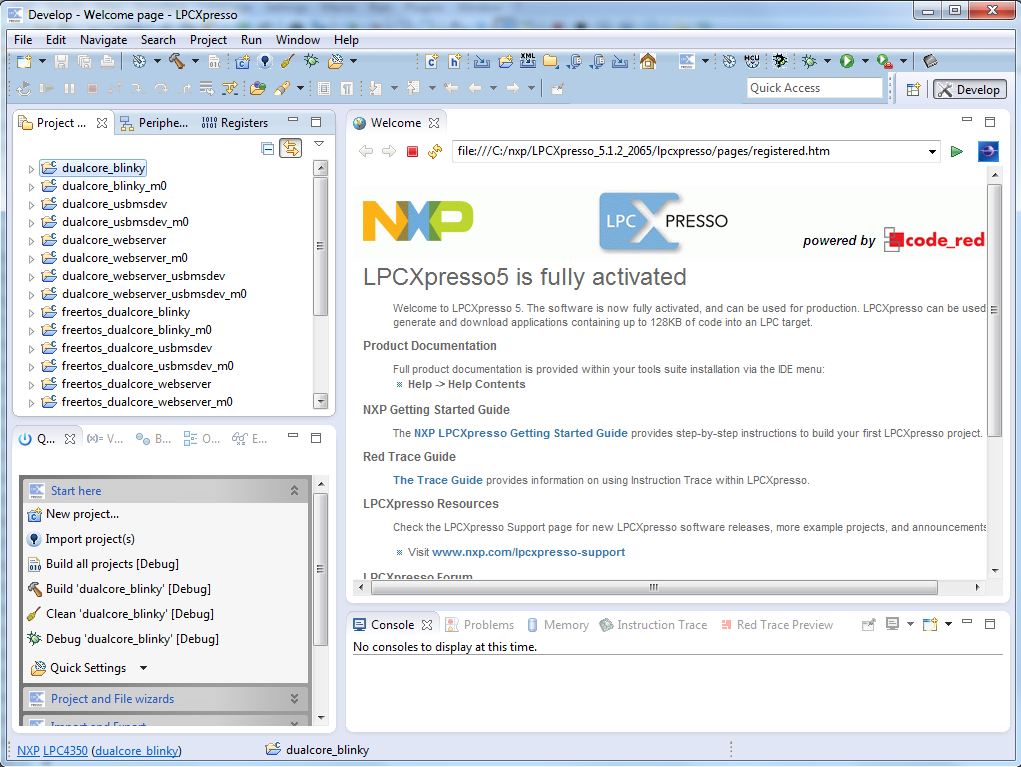 Develop - Welcome page - LPCXpresso
File Edit Navigate Search Project Run Window Help
Quick Access
Develop
Project ...
Periphe...
Registers
dualcore_blinky
dualcore_blinky_m0
dualcore_usbmsdev
dualcore_usbmsdev_m0
dualcore_webserver
dualcore_webserver_m0
dualcore_webserver_usbmsdev
dualcore_webserver_usbmsdev_m0
freertos_dualcore_blinky
freertos_dualcore_blinky_m0
freertos_dualcore_usbmsdev
freertos_dualcore_usbmsdev_m0
freertos_dualcore_webserver
freertos_dualcore_webserver_m0
Welcome
file:///C:/nxp/LPCXpresso_5.1.2_2065/lpcxpresso/pages/registered.htm
NXP
LPCXPRESSO
powered by code_red
LPCXpresso5 is fully activated
Welcome to LPCXpresso 5. The software is now fully activated, and can be used for production. LPCXpresso can be used
generate and download applications containing up to 128KB of code into an LPC target.
Product Documentation
Full product documentation is provided within your tools suite installation via the IDE menu:
Help -> Help Contents
NXP Getting Started Guide
The NXP LPCXpresso Getting Started Guide provides step-by-step instructions to build your first LPCXpresso project.
Red Trace Guide
The Trace Guide provides information on using Instruction Trace within LPCXpresso.
LPCXpresso Resources
Check the LPCXpresso Support page for new LPCXpresso software releases, more example projects, and announcements
Visit www.nxp.com/lpcxpresso-support
LPCXpresso Forum
Q...
V...
B...
O...
E...
Start here
New project...
Import project(s)
Build all projects [Debug]
Build 'dualcore_blinky' [Debug]
Clean 'dualcore_blinky' [Debug]
Debug 'dualcore_blinky' [Debug]
Quick Settings
Project and File wizards
Import and Export
Console
Problems
Memory
Instruction Trace
Red Trace Preview
No consoles to display at this time.
NXP LPC4350 (dualcore_blinky)
dualcore_blinky